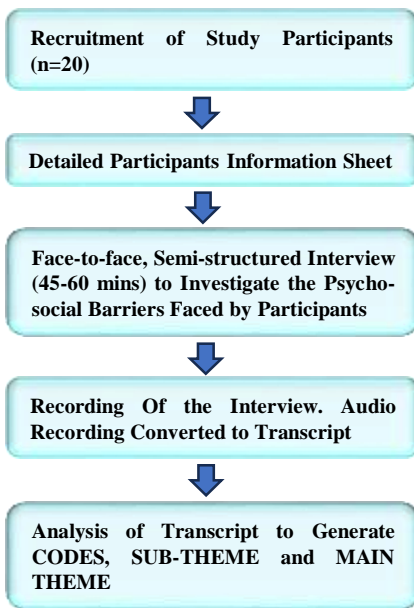 Recruitment of Study Participants
(n=20)
Detailed Participants Information Sheet
Face-to-face, Semi-structured Interview
(45-60 mins) to Investigate the Psycho-
social Barriers Faced by Participants
Recording Of the Interview. Audio
Recording Converted to Transcript
Analysis of Transcript to Generate
CODES, SUB-THEME and MAIN
THEME